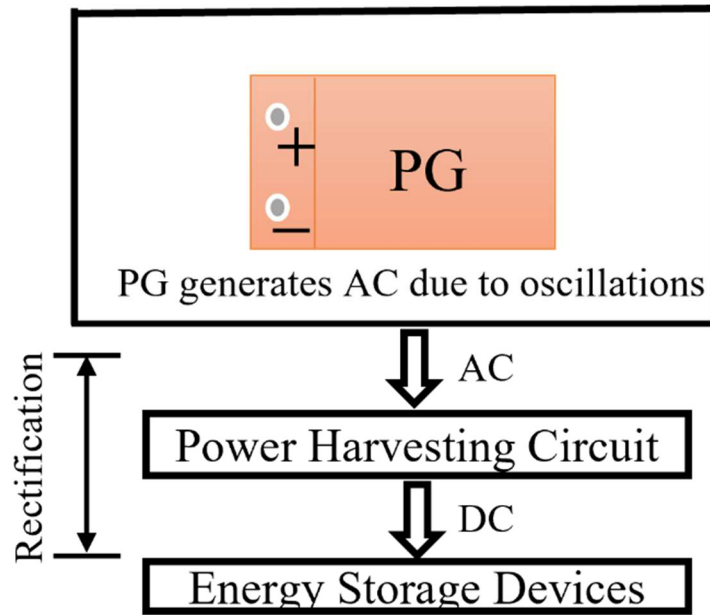 +
PG
−
PG generates AC due to oscillations
AC
Rectification
Power Harvesting Circuit
DC
Energy Storage Devices